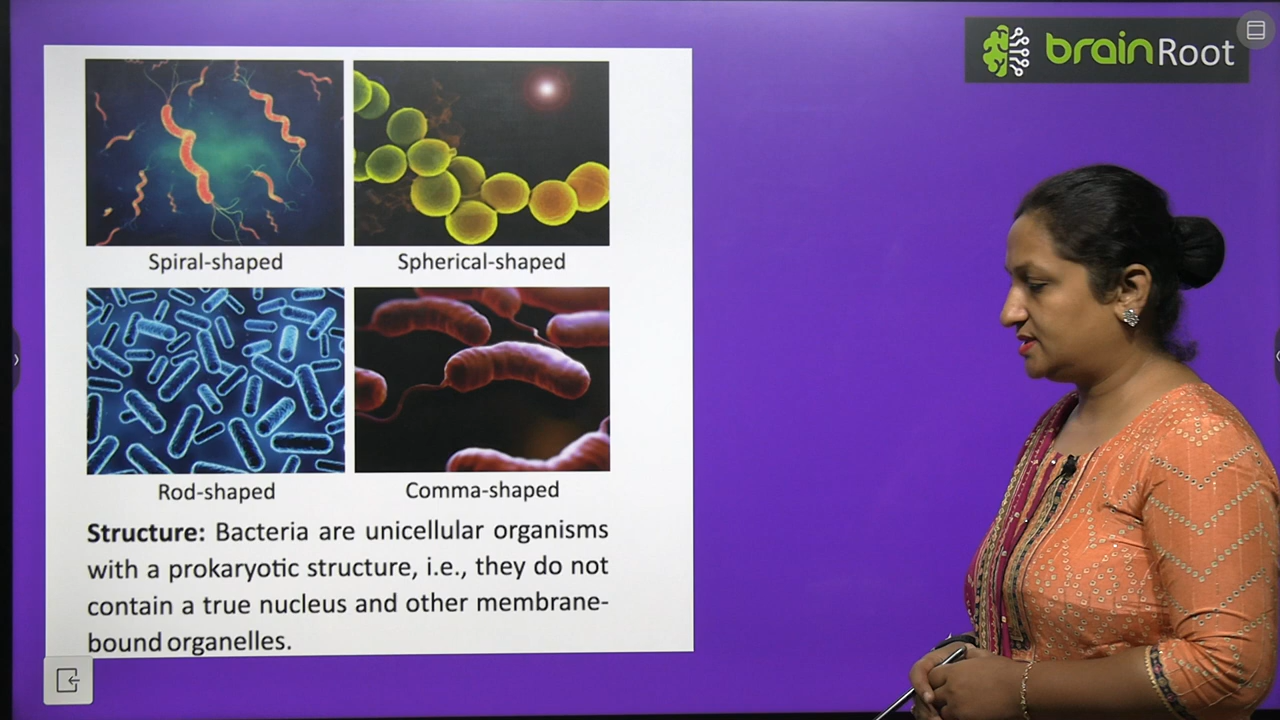 brainRoot
Spiral-shaped
Spherical-shaped
Rod-shaped
Comma-shaped
Structure: Bacteria are unicellular organisms
with a prokaryotic structure, i.e., they do not
contain a true nucleus and other membrane-
bound organelles.